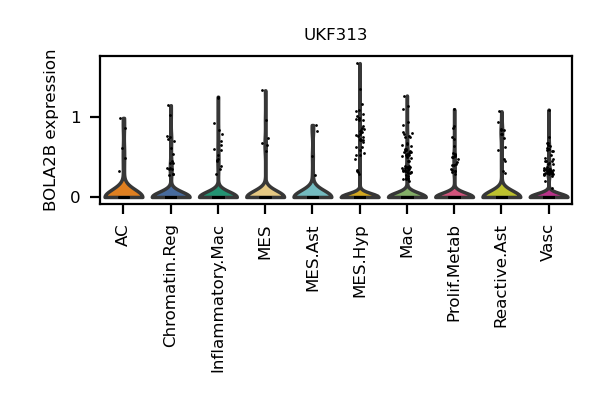 UKF313
BOLA2B expression
1
0
AC
Chromatin.Reg
Inflammatory.Mac
MES
MES.Ast
MES.Hyp
Mac
Prolif.Metab
Reactive.Ast
Vasc